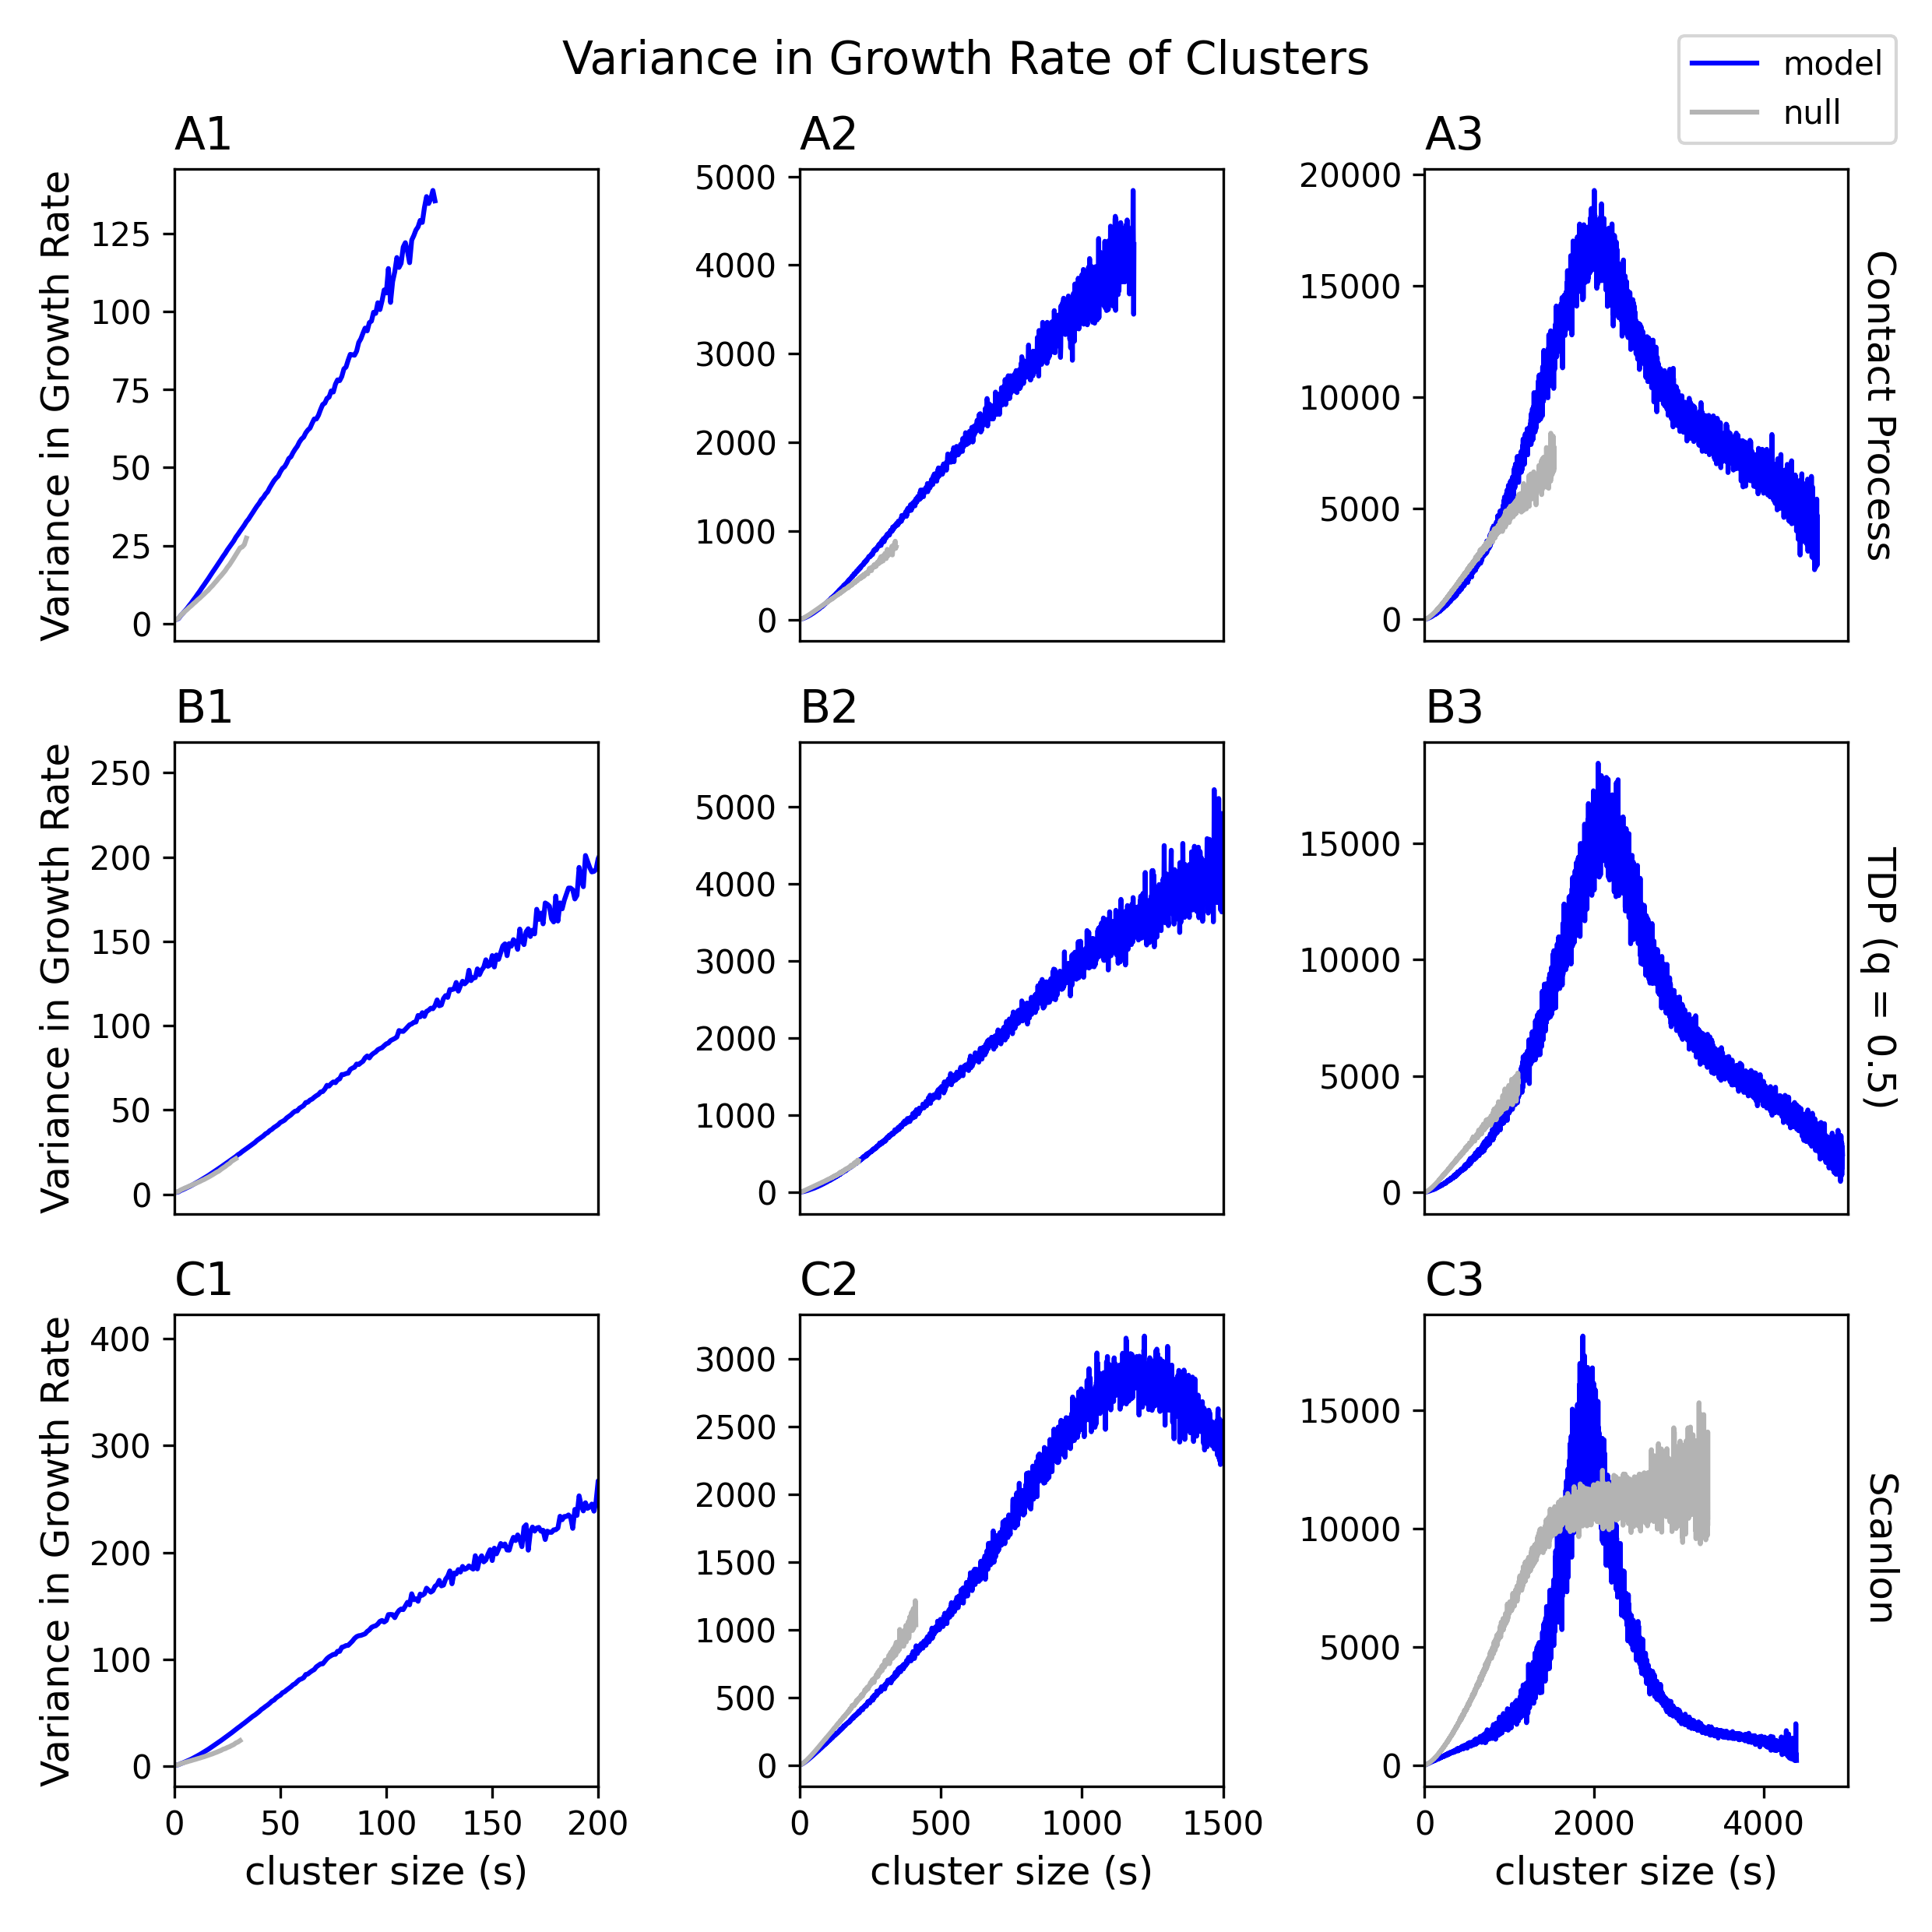 Variance in Growth Rate of Clusters
model
null
A1
A2
A3
Variance in Growth Rate
125
100
75
50
25
0
5000
4000
3000
2000
1000
0
20000
15000
10000
5000
0
Contact Process
B1
B2
B3
Variance in Growth Rate
250
200
150
100
50
0
5000
4000
3000
2000
1000
0
15000
10000
5000
0
TDP (q = 0.5)
C1
C2
C3
Variance in Growth Rate
400
300
200
100
0
3000
2500
2000
1500
1000
500
0
15000
10000
5000
0
Scanlon
0 50 100 150 200
0 500 1000 1500
0 2000 4000
cluster size (s)
cluster size (s)
cluster size (s)